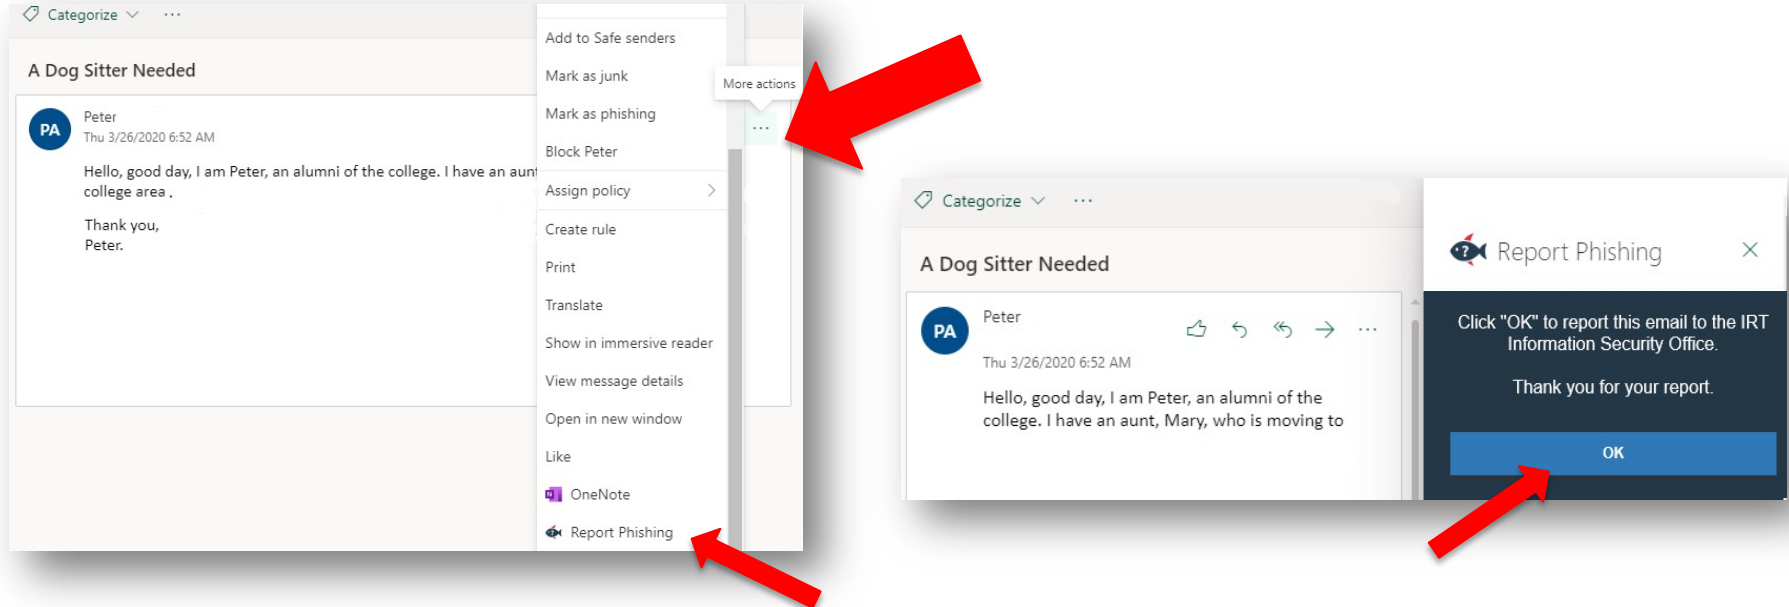 Categorize
...
A Dog Sitter Needed
PA
Peter
Thu 3/26/2020 6:52 AM
Hello, good day, I am Peter, an alumni of the college. I have an aunt
college area .
Thank you,
Peter.
Add to Safe senders
Mark as junk
Mark as phishing
Block Peter
Assign policy
Create rule
Print
Translate
Show in immersive reader
View message details
Open in new window
Like
N OneNote
? Report Phishing
More actions
...
Categorize
...
A Dog Sitter Needed
PA
Peter
...
Thu 3/26/2020 6:52 AM
Hello, good day, I am Peter, an alumni of the
college. I have an aunt, Mary, who is moving to
? Report Phishing
Click "OK" to report this email to the IRT
Information Security Office.
Thank you for your report.
OK